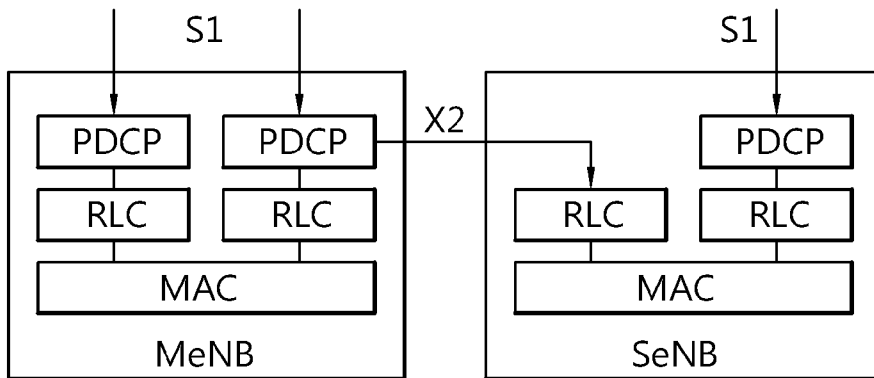 S1 S1
X2
PDCP PDCP PDCP
RLC RLC RLC RLC
MAC MAC
MeNB SeNB